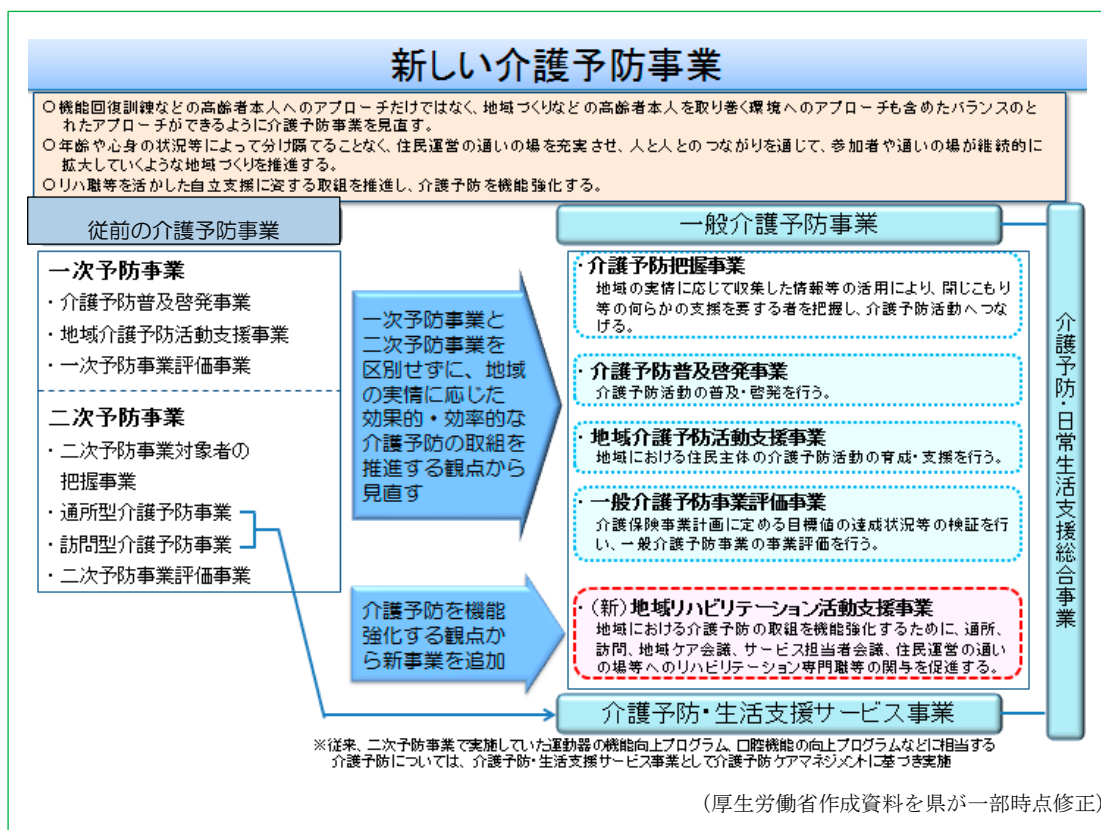 新しい介護予防事業
○機能回復訓練などの高齢者本人へのアプローチだけではなく、地域づくりなどの高齢者本人を取り巻く環境へのアプローチも含めたバランスのと
れたアプローチができるように介護予防事業を見直す。
○年齢や心身の状況等によって分け隔てることなく、住民運営の通いの場を充実させ、人と人とのつながりを通じて、参加者や通いの場が継続的に
拡大していくような地域づくりを推進する。
○リハ職等を活かした自立支援に資する取組を推進し、介護予防を機能強化する。
従前の介護予防事業
一次予防事業
・介護予防普及啓発事業
・地域介護予防活動支援事業
・一次予防事業評価事業
二次予防事業
・二次予防事業対象者の
把握事業
・通所型介護予防事業
・訪問型介護予防事業
・二次予防事業評価事業
一次予防事業と
二次予防事業を
区別せずに、地域
の実情に応じた
効果的・効率的な
介護予防の取組を
推進する観点から
見直す
介護予防を機能
強化する観点か
ら新事業を追加
一般介護予防事業
・介護予防把握事業
地域の実情に応じて収集した情報等の活用により、閉じこもり
等の何らかの支援を要する者を把握し、介護予防活動へつな
げる。
・介護予防普及啓発事業
介護予防活動の普及・啓発を行う。
・地域介護予防活動支援事業
地域における住民主体の介護予防活動の育成・支援を行う。
・一般介護予防事業評価事業
介護保険事業計画に定める目標値の達成状況等の検証を行
い、一般介護予防事業の事業評価を行う。
・（新）地域リハビリテーション活動支援事業
地域における介護予防の取組を機能強化するために、通所、
訪問、地域ケア会議、サービス担当者会議、住民運営の通い
の場等へのリハビリテーション専門職等の関与を促進する。
介護予防・生活支援サービス事業
介護予防・日常生活支援総合事業
※従来、二次予防事業で実施していた運動器の機能向上プログラム、口腔機能の向上プログラムなどに相当する
介護予防については、介護予防・生活支援サービス事業として介護予防ケアマネジメントに基づき実施
（厚生労働省作成資料を県が一部時点修正）